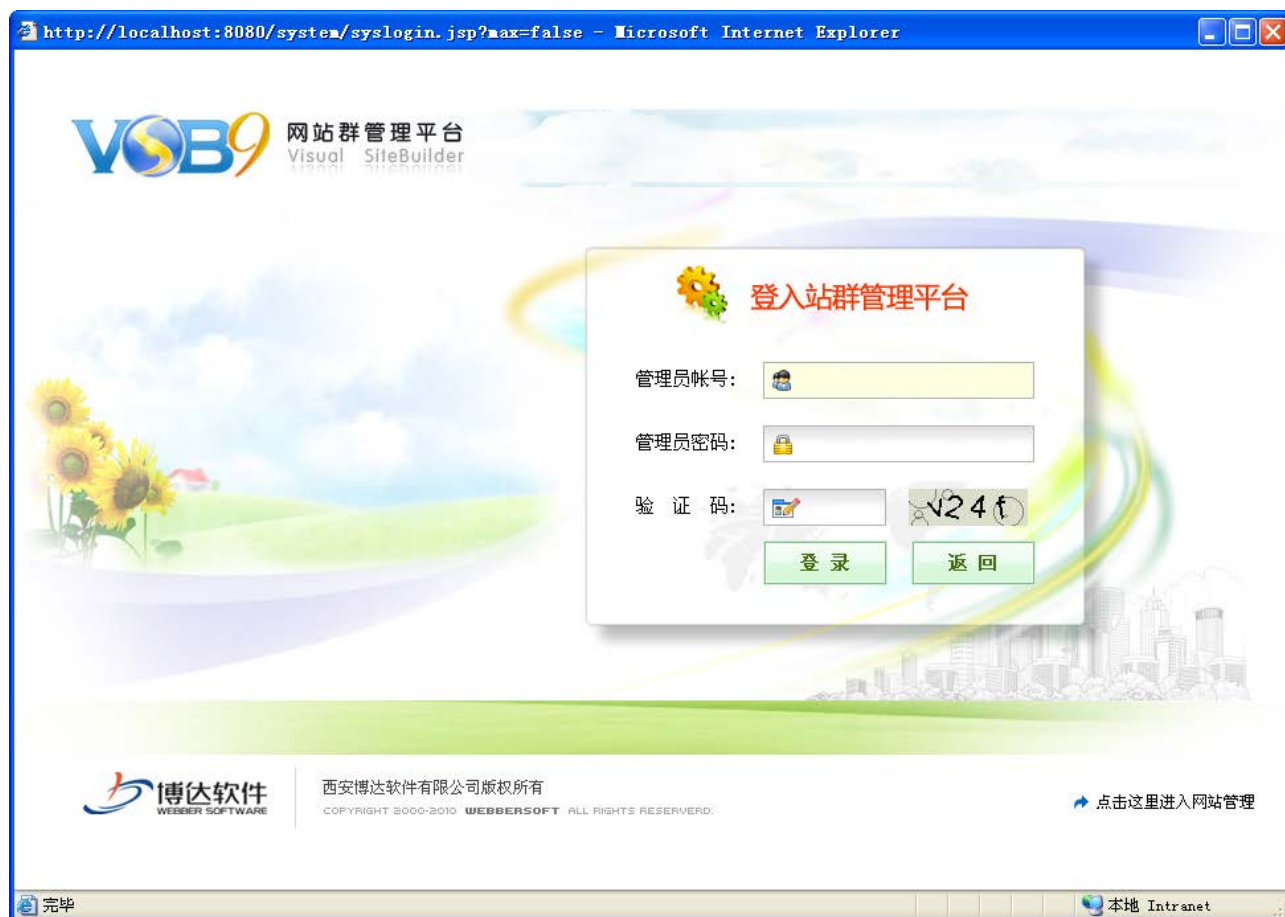 http://localhost:8080/system/syslogin.jsp?max=false - Microsoft Internet Explorer
VSB9 网站群管理平台
Visual SiteBuilder
登入站群管理平台
管理员帐号：
管理员密码：
验 证 码：
√24f
登 录 返 回
博达软件
WEBBER SOFTWARE
西安博达软件有限公司版权所有
COPYRIGHT 2000-2010 WEBBERSOFT ALL RIGHTS RESERVERD.
点击这里进入网站管理
完毕
本地 Intranet